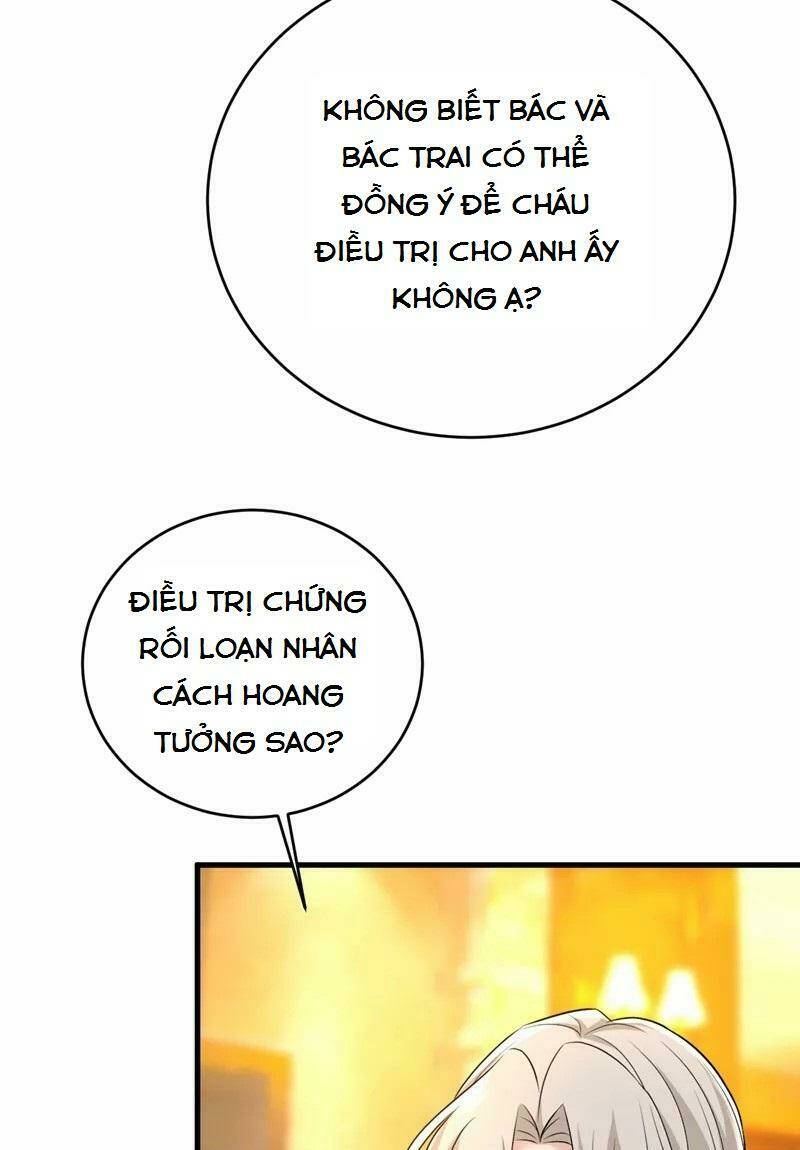 KHÔNG BIẾT BÁC VÀ
BÁC TRAI CÓ THỂ
ĐỒNG Ý ĐỂ CHÁU
ĐIỀU TRỊ CHO ANH ẤY
KHÔNG Ạ?
ĐIỀU TRỊ CHỨNG
RỐI LOẠN NHÂN
CÁCH HOANG
TƯỞNG SAO?